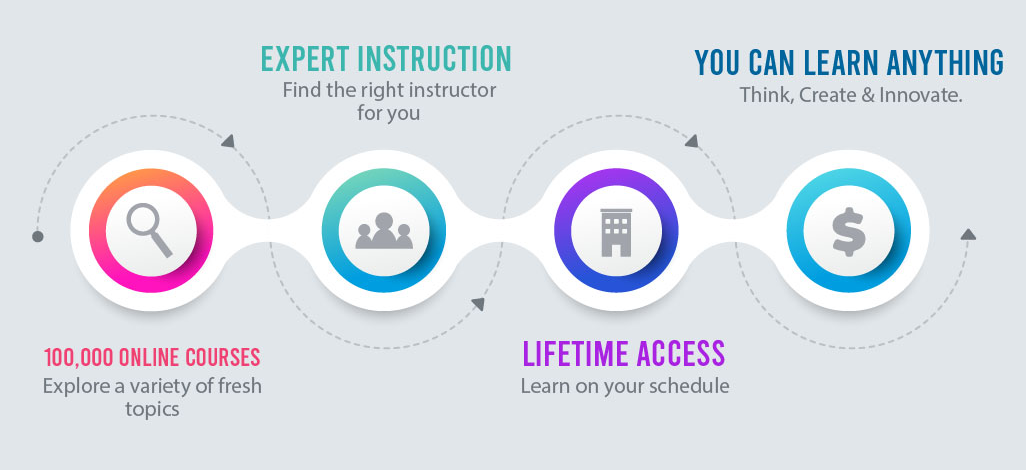 100,000 ONLINE COURSES
Explore a variety of fresh
topics
EXPERT INSTRUCTION
Find the right instructor
for you
LIFETIME ACCESS
Learn on your schedule
YOU CAN LEARN ANYTHING
Think, Create & Innovate.
$